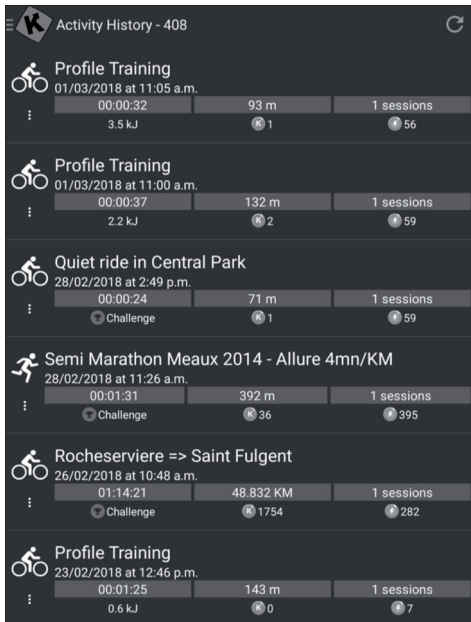 K Activity History - 408
Profile Training
01/03/2018 at 11:05 a.m.
00:00:32 93 m 1 sessions
3.5 kJ K 1 56
Profile Training
01/03/2018 at 11:00 a.m.
00:00:37 132 m 1 sessions
2.2 kJ K 2 59
Quiet ride in Central Park
28/02/2018 at 2:49 p.m.
00:00:24 71 m 1 sessions
Challenge K 1 59
Semi Marathon Meaux 2014 - Allure 4mn/KM
28/02/2018 at 11:26 a.m.
00:01:31 392 m 1 sessions
Challenge K 36 395
Rocheserviere => Saint Fulgent
26/02/2018 at 10:48 a.m.
01:14:21 48.832 KM 1 sessions
Challenge K 1754 282
Profile Training
23/02/2018 at 12:46 p.m.
00:01:25 143 m 1 sessions
0.6 kJ K 0 7